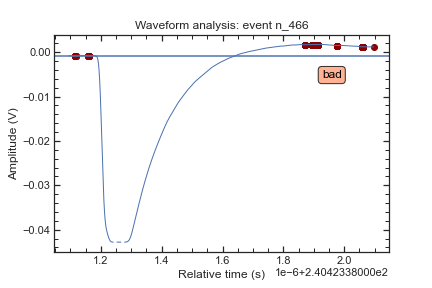 Waveform analysis: event n_466
Amplitude (V)
0.00
−0.01
−0.02
−0.03
−0.04
bad
1.2
1.4
1.6
1.8
2.0
Relative time (s)
1e−6+2.4042338000e2